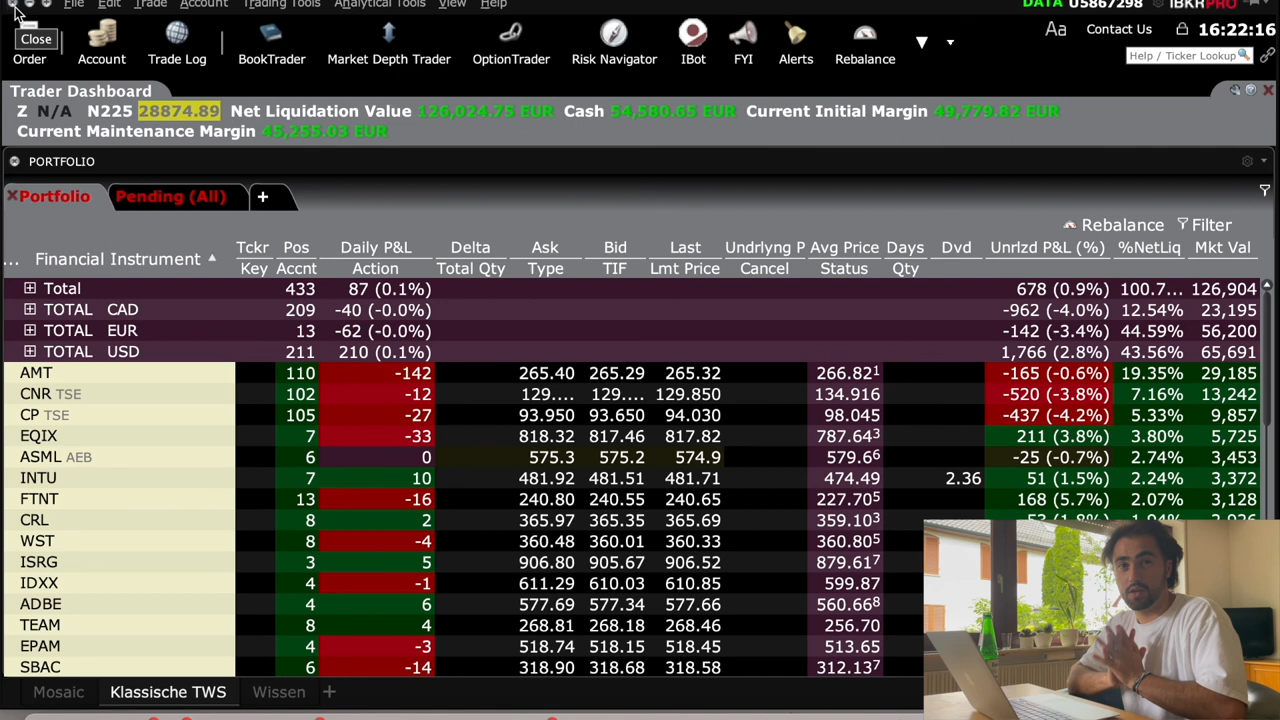 File Edit Trade Account Trading Tools Analytical Tools View Help DATA U5867298 IBKRPRO
Close
Order Account Trade Log BookTrader Market Depth Trader OptionTrader Risk Navigator IBot FYI Alerts Rebalance Aa Contact Us 16:22:16
Help / Ticker Lookup
Trader Dashboard
Z N/A N225 28874.89 Net Liquidation Value 126,024.75 EUR Cash 54,580.65 EUR Current Initial Margin 49,779.82 EUR
Current Maintenance Margin 45,255.03 EUR
PORTFOLIO
Portfolio Pending (All) +
Rebalance Filter
... Financial Instrument Tckr Pos Daily P&L Delta Ask Bid Last Undrlyng P Avg Price Days Dvd Unrlzd P&L (%) %NetLiq Mkt Val
Key Accnt Action Total Qty Type TIF Lmt Price Cancel Status Qty
Total 433 87 (0.1%) 678 (0.9%) 100.7... 126,904
TOTAL CAD 209 -40 (-0.0%) -962 (-4.0%) 12.54% 23,195
TOTAL EUR 13 -62 (-0.0%) -142 (-3.4%) 44.59% 56,200
TOTAL USD 211 210 (0.1%) 1,766 (2.8%) 43.56% 65,691
AMT 110 -142 265.40 265.29 265.32 266.82¹ -165 (-0.6%) 19.35% 29,185
CNR TSE 102 -12 129.... 129.... 129.850 134.916 -520 (-3.8%) 7.16% 13,242
CP TSE 105 -27 93.950 93.650 94.030 98.045 -437 (-4.2%) 5.33% 9,857
EQIX 7 -33 818.32 817.46 817.82 787.64³ 211 (3.8%) 3.80% 5,725
ASML AEB 6 0 575.3 575.2 574.9 579.6⁶ -25 (-0.7%) 2.74% 3,453
INTU 7 10 481.92 481.51 481.71 474.49 2.36 51 (1.5%) 2.24% 3,372
FTNT 13 -16 240.80 240.55 240.65 227.70⁵ 168 (5.7%) 2.07% 3,128
CRL 8 2 365.97 365.35 365.69 359.10³
WST 8 -4 360.48 360.01 360.33 360.80⁵
ISRG 3 5 906.80 905.67 906.52 879.61⁷
IDXX 4 -1 611.29 610.03 610.85 599.87
ADBE 4 6 577.69 577.34 577.66 560.66⁸
TEAM 8 4 268.81 268.18 268.46 256.70
EPAM 4 -3 518.74 518.15 518.45 513.65
SBAC 6 -14 318.90 318.68 318.58 312.13⁷
Mosaic Klassische TWS Wissen +